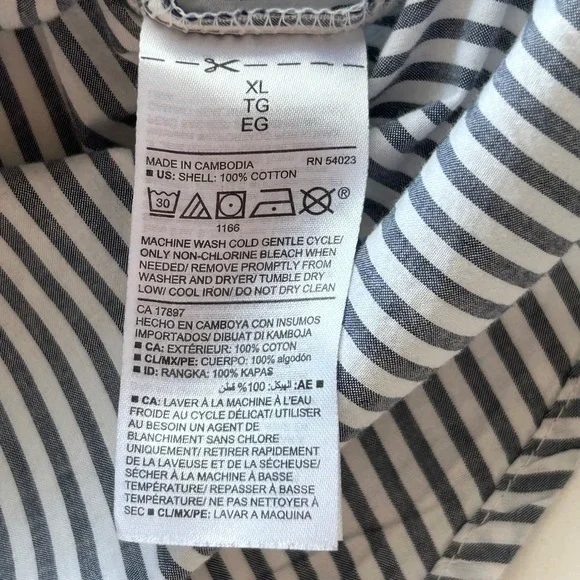 XL
TG
EG
MADE IN CAMBODIA RN 54023
■ US: SHELL: 100% COTTON
30 ®
1166
MACHINE WASH COLD GENTLE CYCLE/
ONLY NON-CHLORINE BLEACH WHEN
NEEDED/ REMOVE PROMPTLY FROM
WASHER AND DRYER/ TUMBLE DRY
LOW/ COOL IRON/ DO NOT DRY CLEAN
CA 17897
HECHO EN CAMBOYA CON INSUMOS
IMPORTADOS/ DIBUAT DI KAMBOJA
■ CA: EXTÉRIEUR: 100% COTON
■ CL/MX/PE: CUERPO: 100% algodón
■ ID: RANGKA: 100% KAPAS
■ AE: الهيكل: 100% قطن
■ CA: LAVER À LA MACHINE À L'EAU
FROIDE AU CYCLE DÉLICAT/ UTILISER
AU BESOIN UN AGENT DE
BLANCHIMENT SANS CHLORE
UNIQUEMENT/ RETIRER RAPIDEMENT
DE LA LAVEUSE ET DE LA SÉCHEUSE/
SÉCHER À LA MACHINE À BASSE
TEMPÉRATURE/ REPASSER À BASSE
TEMPÉRATURE/ NE PAS NETTOYER À
SEC ■ CL/MX/PE: LAVAR A MAQUINA